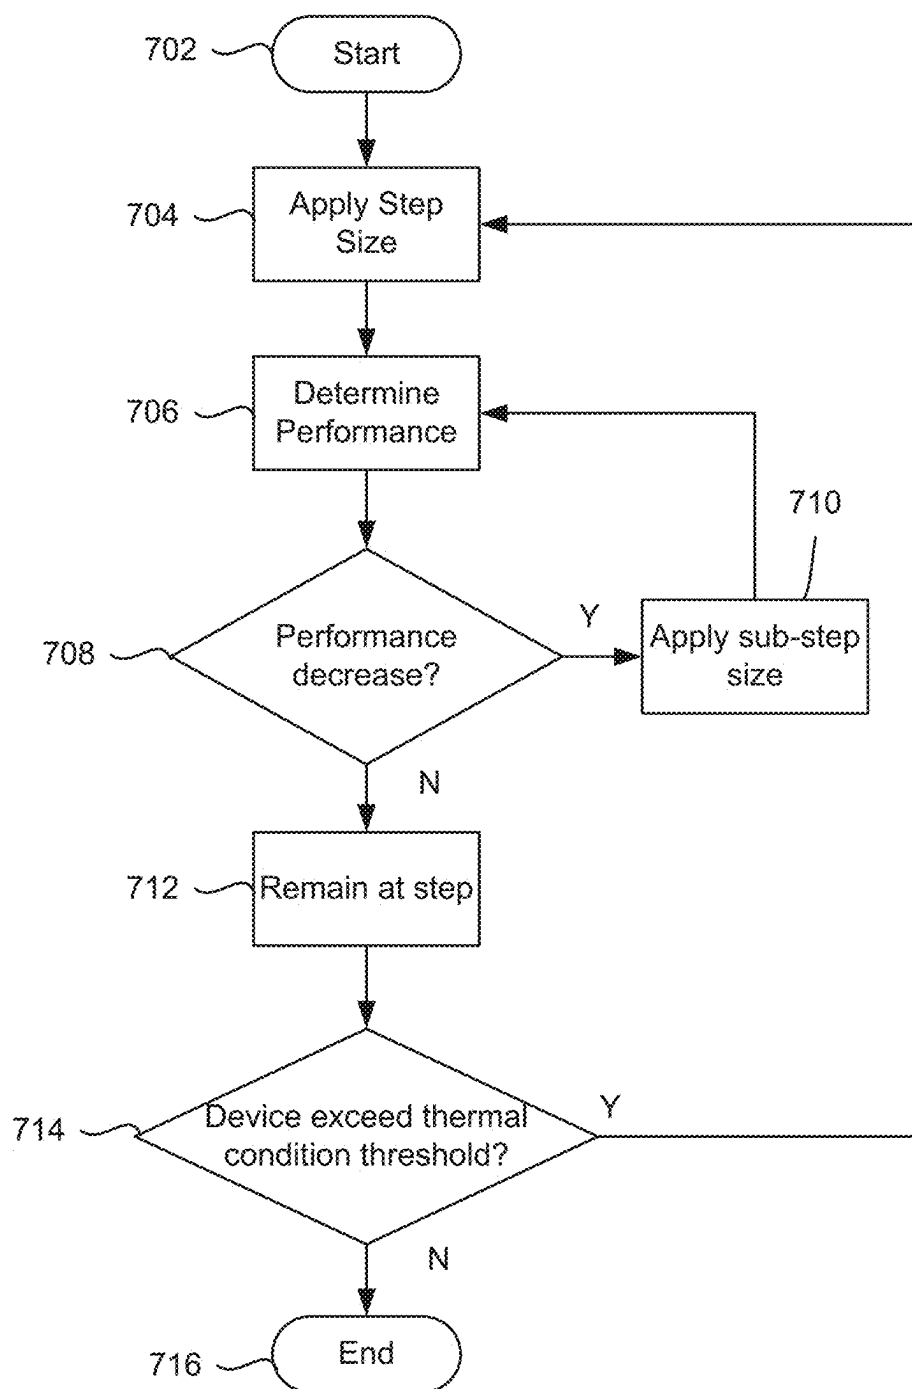 702
Start
704
Apply Step
Size
706
Determine
Performance
710
708
Performance
decrease?
Y
Apply sub-step
size
N
712
Remain at step
714
Device exceed thermal
condition threshold?
Y
N
716
End